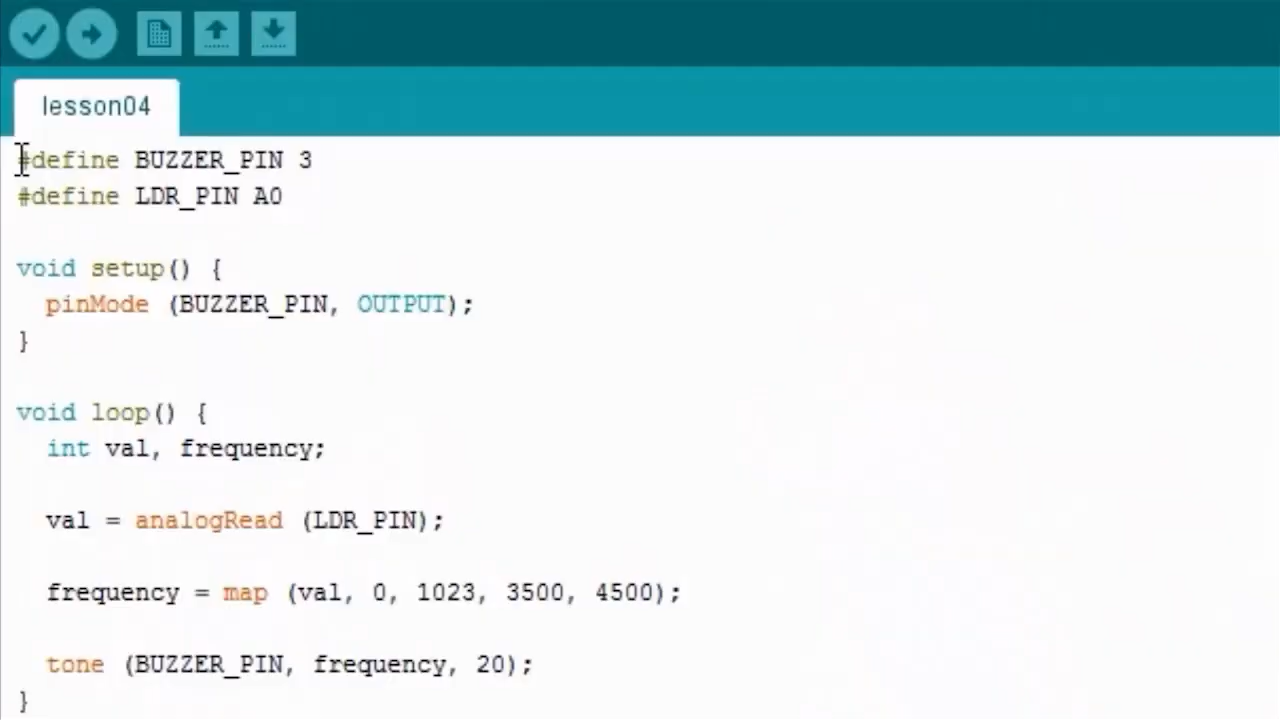 lesson04
#define BUZZER_PIN 3
#define LDR_PIN A0
void setup() {
pinMode (BUZZER_PIN, OUTPUT);
}
void loop() {
int val, frequency;
val = analogRead (LDR_PIN);
frequency = map (val, 0, 1023, 3500, 4500);
tone (BUZZER_PIN, frequency, 20);
}